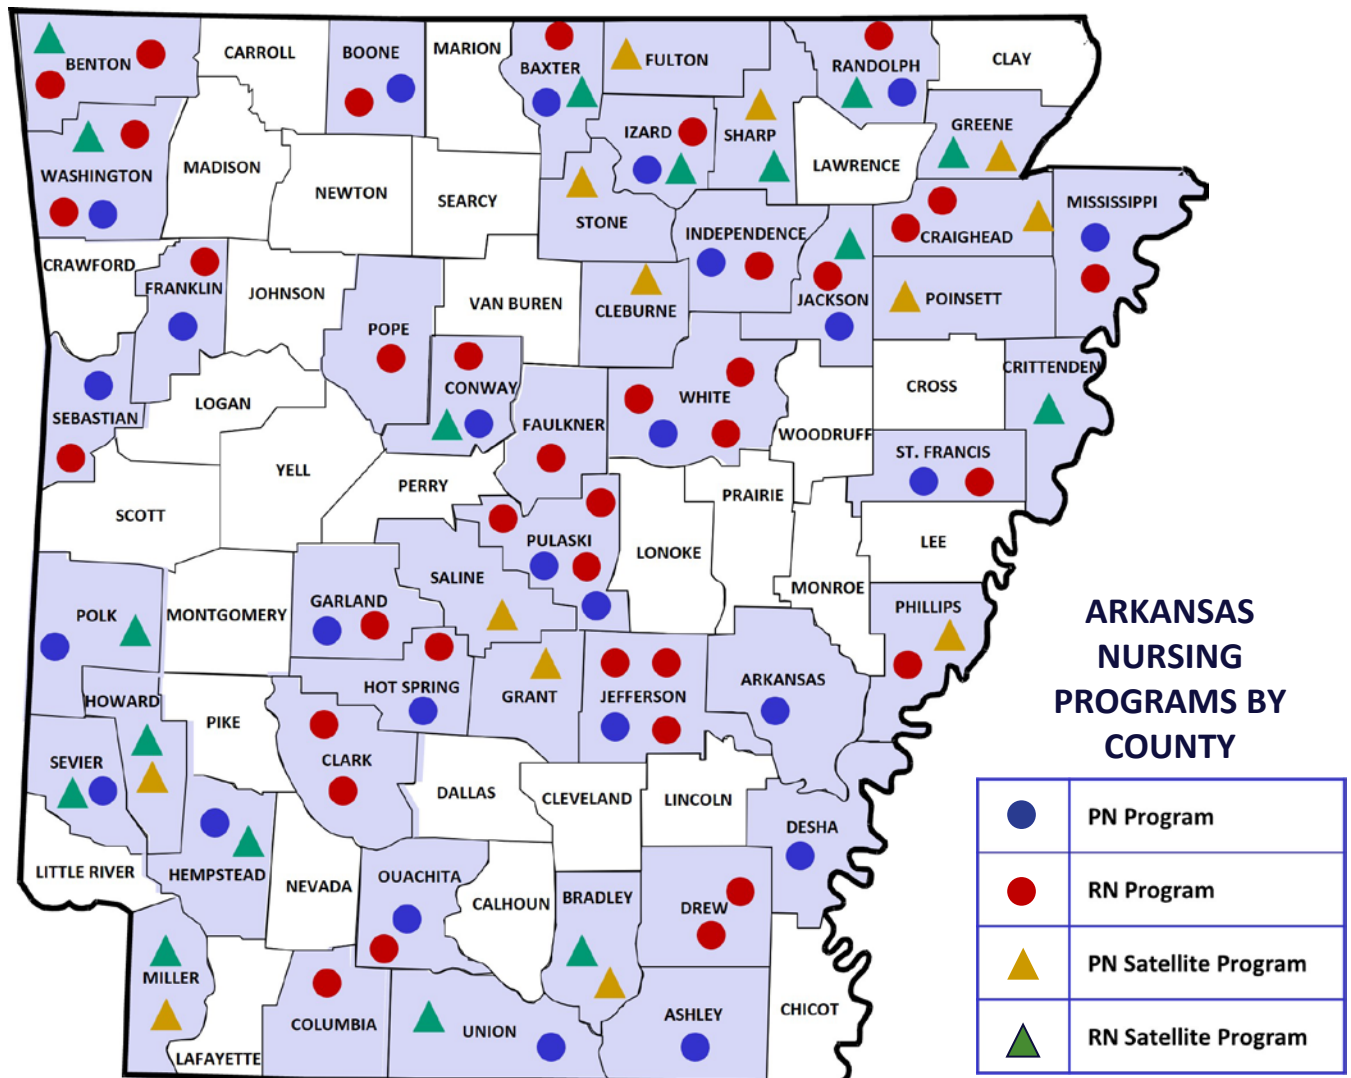 CARROLL
BOONE
MARION
BENTON
BAXTER
FULTON
RANDOLPH
CLAY
WASHINGTON
MADISON
NEWTON
SEARCY
IZARD
SHARP
LAWRENCE
GREENE
STONE
INDEPENDENCE
CRAIGHEAD
MISSISSIPPI
CRAWFORD
FRANKLIN
JOHNSON
POPE
VAN BUREN
CLEBURNE
JACKSON
POINSETT
SEBASTIAN
LOGAN
CONWAY
FAULKNER
WHITE
WOODRUFF
CROSS
CRITTENDEN
SCOTT
YELL
PERRY
PULASKI
LONOKE
PRAIRIE
ST. FRANCIS
LEE
POLK
MONTGOMERY
GARLAND
SALINE
MONROE
PHILLIPS
HOWARD
PIKE
HOT SPRING
GRANT
JEFFERSON
ARKANSAS
SEVIER
CLARK
DALLAS
CLEVELAND
LINCOLN
DESHA
LITTLE RIVER
HEMPSTEAD
NEVADA
OUACHITA
CALHOUN
BRADLEY
DREW
MILLER
LAFAYETTE
COLUMBIA
UNION
ASHLEY
CHICOT
ARKANSAS
NURSING
PROGRAMS BY
COUNTY
PN Program
RN Program
PN Satellite Program
RN Satellite Program